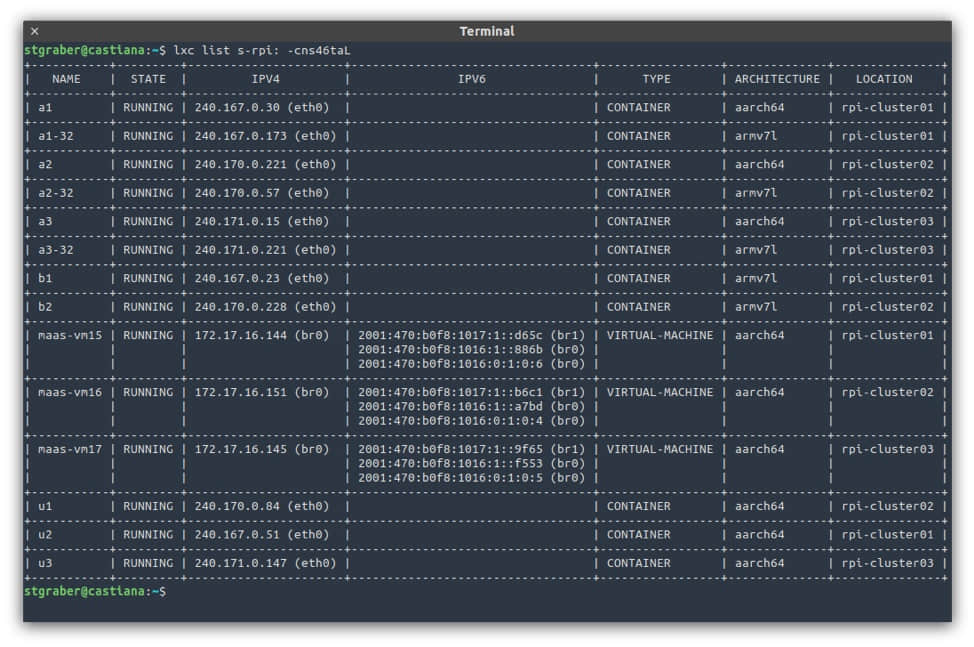 Terminal
stgraber@castiana:~$ lxc list s-rpi: -cns46taL
+-----------+---------+----------------------+------------------------------------+-----------------+--------------+---------------+
| NAME | STATE | IPV4 | IPV6 | TYPE | ARCHITECTURE | LOCATION |
| a1 | RUNNING | 240.167.0.30 (eth0) | | CONTAINER | aarch64 | rpi-cluster01 |
| a1-32 | RUNNING | 240.167.0.173 (eth0) | | CONTAINER | armv7l | rpi-cluster01 |
| a2 | RUNNING | 240.170.0.221 (eth0) | | CONTAINER | aarch64 | rpi-cluster02 |
| a2-32 | RUNNING | 240.170.0.57 (eth0) | | CONTAINER | armv7l | rpi-cluster02 |
| a3 | RUNNING | 240.171.0.15 (eth0) | | CONTAINER | aarch64 | rpi-cluster03 |
| a3-32 | RUNNING | 240.171.0.221 (eth0) | | CONTAINER | armv7l | rpi-cluster03 |
| b1 | RUNNING | 240.167.0.23 (eth0) | | CONTAINER | armv7l | rpi-cluster01 |
| b2 | RUNNING | 240.170.0.228 (eth0) | | CONTAINER | armv7l | rpi-cluster02 |
| maas-vm15 | RUNNING | 172.17.16.144 (br0) | 2001:470:b0f8:1017:1::d65c (br1) | VIRTUAL-MACHINE | aarch64 | rpi-cluster01 |
| | | | 2001:470:b0f8:1016:1::886b (br0) | | | |
| | | | 2001:470:b0f8:1016:0:1:0:6 (br0) | | | |
| maas-vm16 | RUNNING | 172.17.16.151 (br0) | 2001:470:b0f8:1017:1::b6c1 (br1) | VIRTUAL-MACHINE | aarch64 | rpi-cluster02 |
| | | | 2001:470:b0f8:1016:1::a7bd (br0) | | | |
| | | | 2001:470:b0f8:1016:0:1:0:4 (br0) | | | |
| maas-vm17 | RUNNING | 172.17.16.145 (br0) | 2001:470:b0f8:1017:1::9f65 (br1) | VIRTUAL-MACHINE | aarch64 | rpi-cluster03 |
| | | | 2001:470:b0f8:1016:1::f553 (br0) | | | |
| | | | 2001:470:b0f8:1016:0:1:0:5 (br0) | | | |
| u1 | RUNNING | 240.170.0.84 (eth0) | | CONTAINER | aarch64 | rpi-cluster02 |
| u2 | RUNNING | 240.167.0.51 (eth0) | | CONTAINER | aarch64 | rpi-cluster01 |
| u3 | RUNNING | 240.171.0.147 (eth0) | | CONTAINER | aarch64 | rpi-cluster03 |
stgraber@castiana:~$